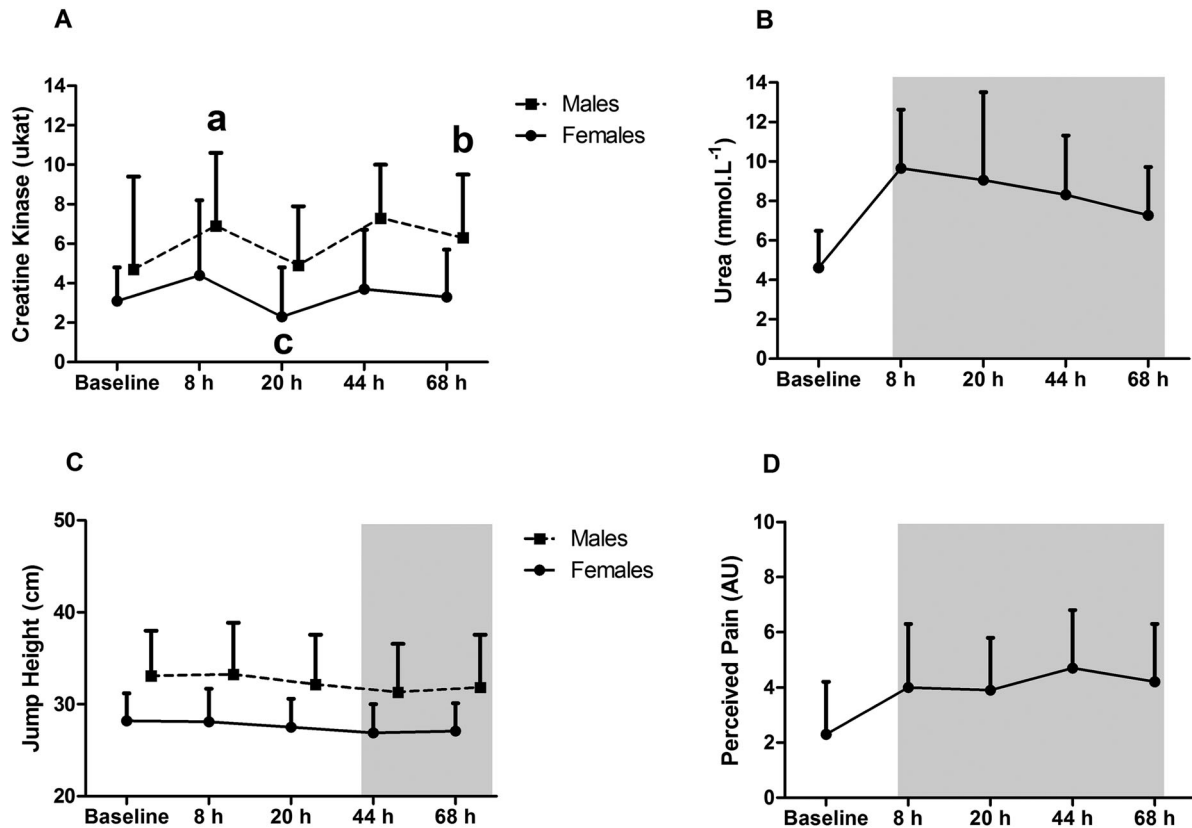 A
Creatine Kinase (ukat)
14
12
10
8
6
4
2
0
a
b
c
Baseline 8 h 20 h 44 h 68 h
Males
Females
B
Urea (mmol.L⁻¹)
14
12
10
8
6
4
2
0
Baseline 8 h 20 h 44 h 68 h
C
Jump Height (cm)
50
40
30
20
Baseline 8 h 20 h 44 h 68 h
Males
Females
D
Perceived Pain (AU)
10
8
6
4
2
0
Baseline 8 h 20 h 44 h 68 h